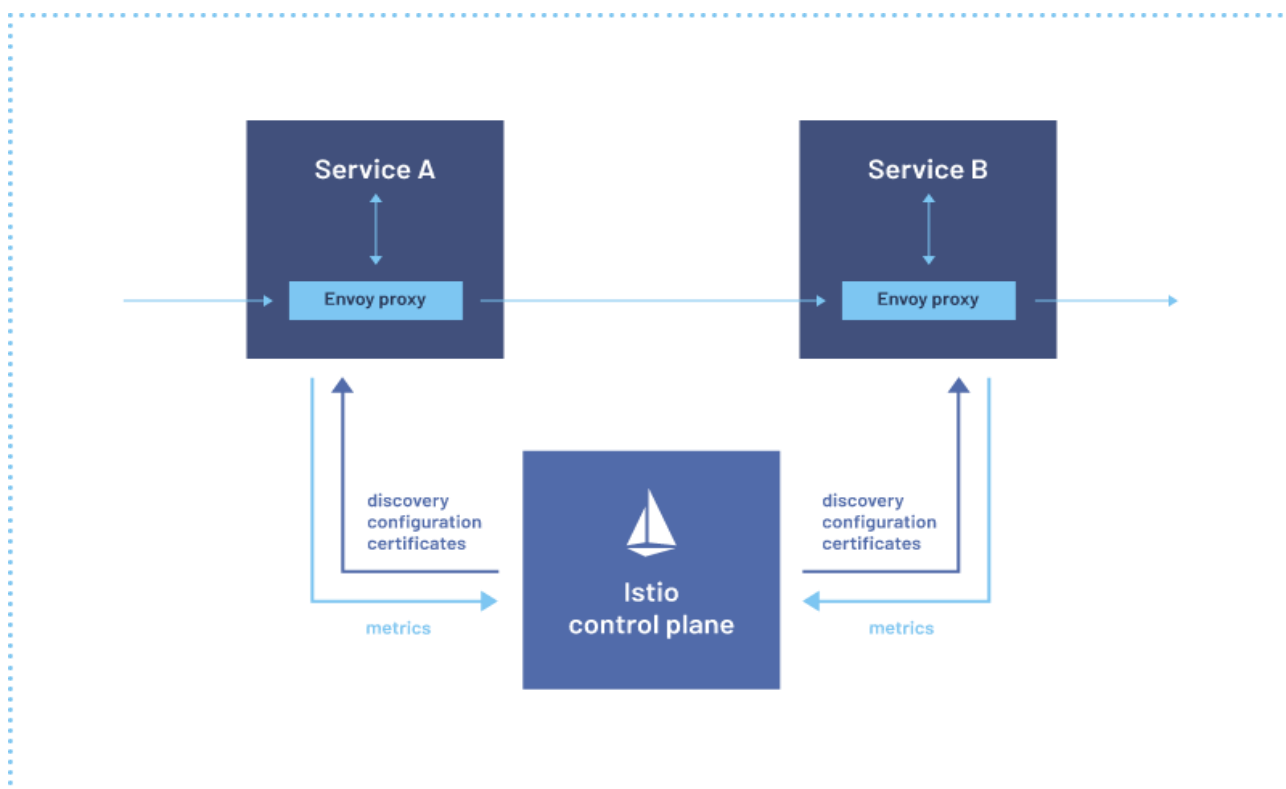 Service A
Envoy proxy
Service B
Envoy proxy
discovery
configuration
certificates
metrics
Istio
control plane
discovery
configuration
certificates
metrics